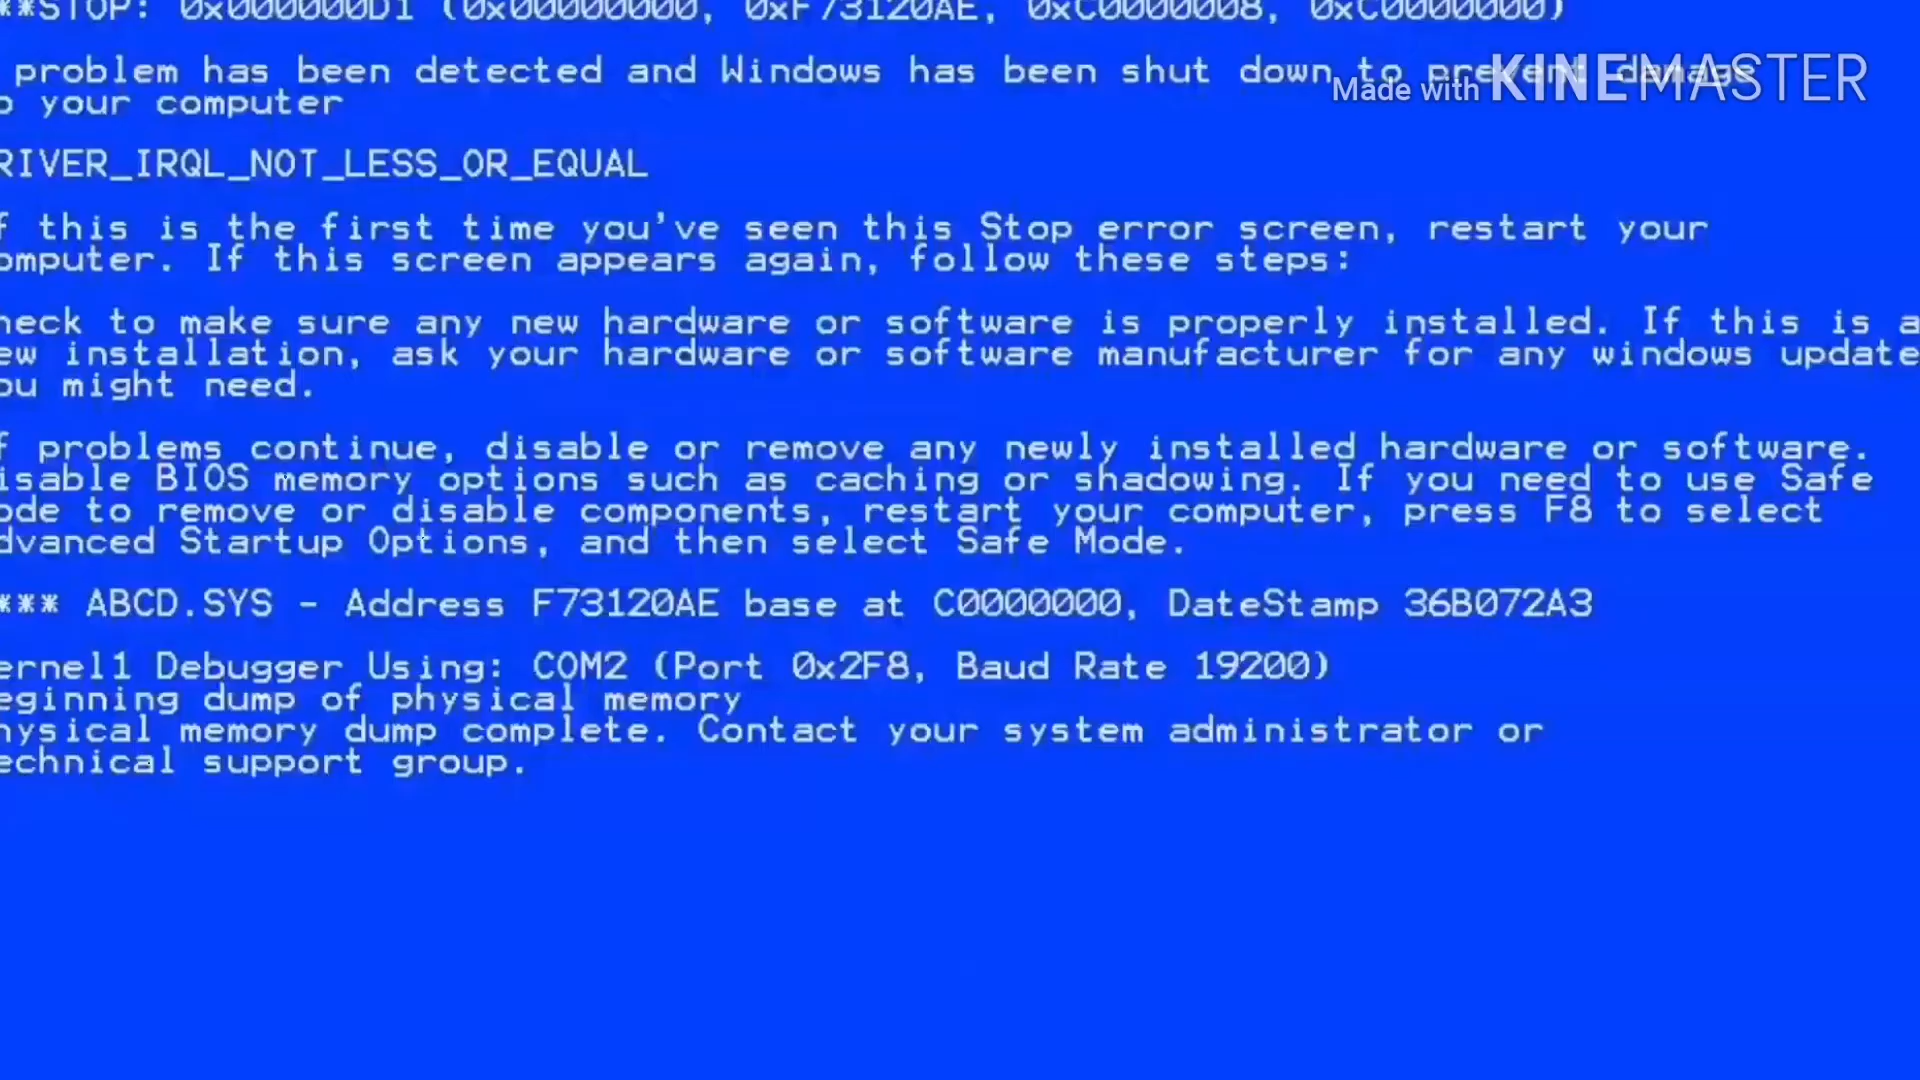 **STOP: 0x000000D1 (0x00000000, 0xF73120AE, 0xC0000008, 0xC0000000)
problem has been detected and Windows has been shut down to prevent damage
o your computer
Made with KINEMASTER
RIVER_IRQL_NOT_LESS_OR_EQUAL
f this is the first time you've seen this Stop error screen, restart your
omputer. If this screen appears again, follow these steps:
heck to make sure any new hardware or software is properly installed. If this is a
ew installation, ask your hardware or software manufacturer for any windows update
ou might need.
f problems continue, disable or remove any newly installed hardware or software.
isable BIOS memory options such as caching or shadowing. If you need to use Safe
ode to remove or disable components, restart your computer, press F8 to select
dvanced Startup Options, and then select Safe Mode.
*** ABCD.SYS - Address F73120AE base at C0000000, DateStamp 36B072A3
ernel1 Debugger Using: COM2 (Port 0x2F8, Baud Rate 19200)
eginning dump of physical memory
hysical memory dump complete. Contact your system administrator or
echnical support group.